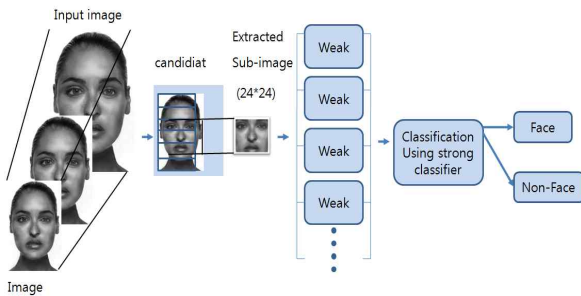 Input image
Image
candidiat
Extracted
Sub-image
(24*24)
Weak
Weak
Weak
Weak
Classification
Using strong
classifier
Face
Non-Face